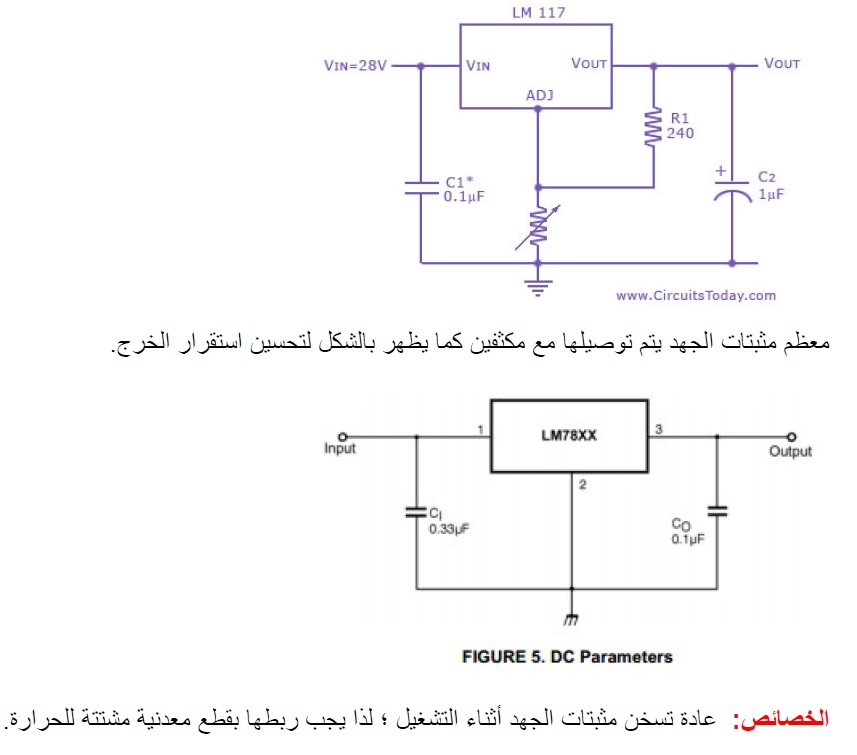 LM 117
VIN=28V
VIN
VOUT
VOUT
ADJ
R1
240
C1*
0.1µF
+
C2
1µF
www.CircuitsToday.com
معظم مثبتات الجهد يتم توصيلها مع مكثفين كما يظهر بالشكل لتحسين استقرار الخرج.
1
LM78XX
3
Input
Output
2
CI
0.33µF
CO
0.1µF
FIGURE 5. DC Parameters
الخصائص: عادة تسخن مثبتات الجهد أثناء التشغيل ؛ لذا يجب ربطها بقطع معدنية مشتتة للحرارة.